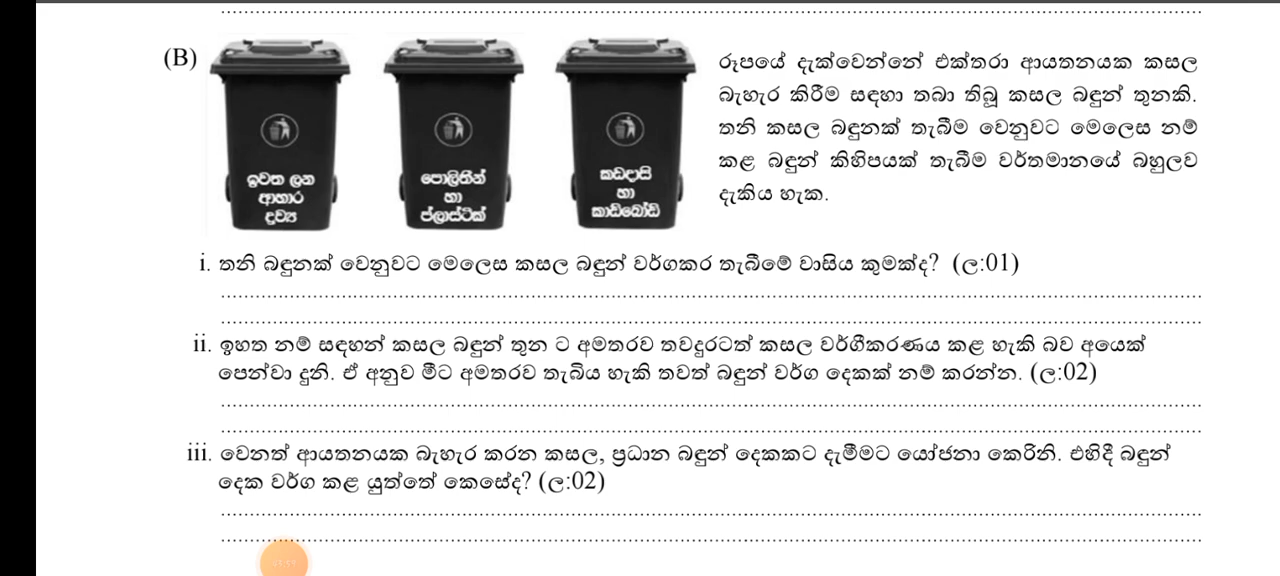 (B)
ඉවත ලන
ආහාර
ද්‍රව්‍ය
පොලිතීන්
හා
ප්ලාස්ටික්
කඩදාසි
හා
කාඩ්බෝඩ්
රූපයේ දැක්වෙන්නේ එක්තරා ආයතනයක කසල
බැහැර කිරීම සඳහා තබා තිබූ කසල බඳුන් තුනකි.
තනි කසල බඳුනක් තැබීම වෙනුවට මෙලෙස නම්
කළ බඳුන් කිහිපයක් තැබීම වර්තමානයේ බහුලව
දැකිය හැක.
i. තනි බඳුනක් වෙනුවට මෙලෙස කසල බඳුන් වර්ගකර තැබීමේ වාසිය කුමක්ද? (ල:01)
ii. ඉහත නම් සඳහන් කසල බඳුන් තුන ට අමතරව තවදුරටත් කසල වර්ගීකරණය කළ හැකි බව අයෙක්
පෙන්වා දුනි. ඒ අනුව මීට අමතරව තැබිය හැකි තවත් බඳුන් වර්ග දෙකක් නම් කරන්න. (ල:02)
iii. වෙනත් ආයතනයක බැහැර කරන කසල, ප්‍රධාන බඳුන් දෙකකට දැමීමට යෝජනා කෙරිනි. එහිදී බඳුන්
දෙක වර්ග කළ යුත්තේ කෙසේද? (ල:02)